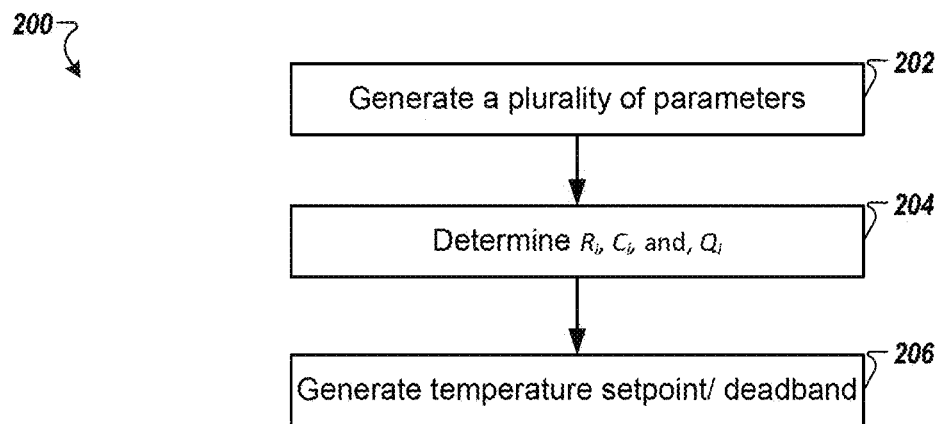 200
202
Generate a plurality of parameters
204
Determine Ri, Ci, and, Qi
206
Generate temperature setpoint/ deadband